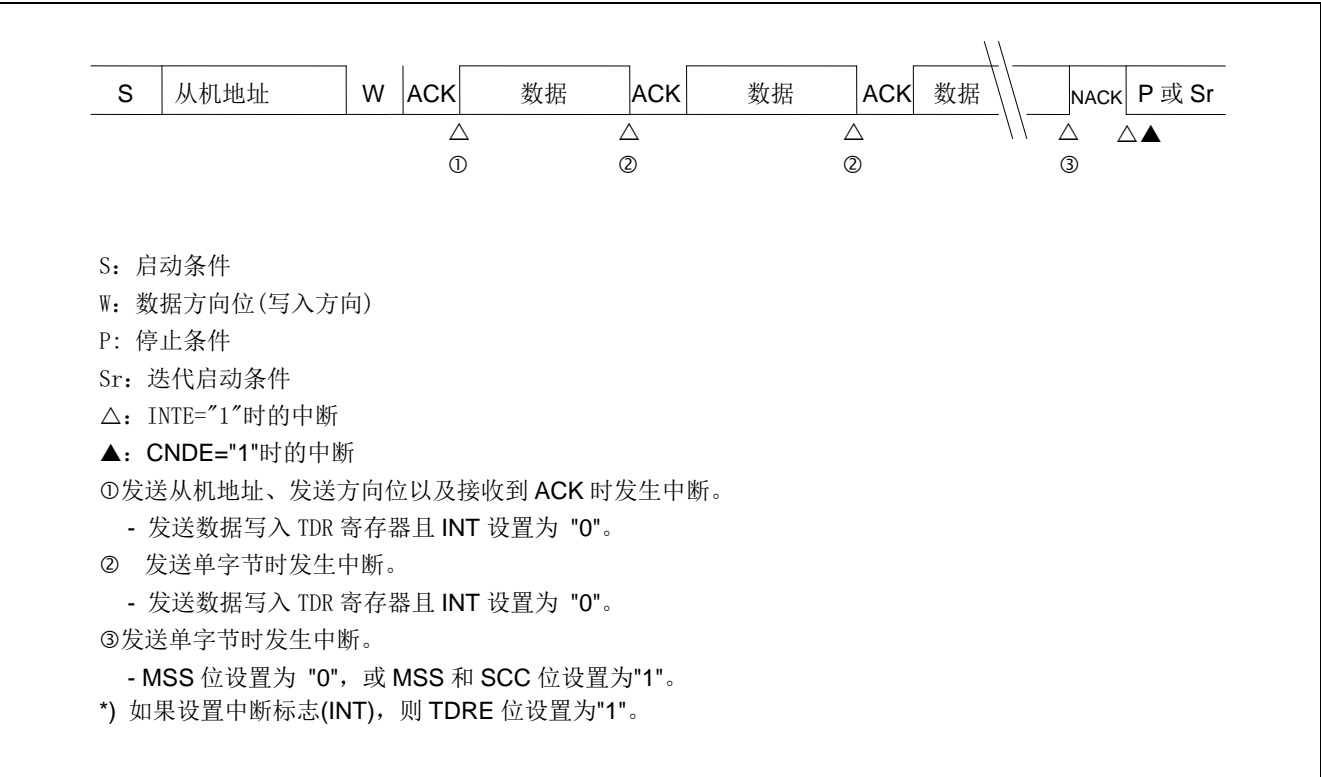 S 从机地址 W ACK 数据 ACK 数据 ACK 数据 NACK P 或 Sr
△ △ △ △ △▲
① ② ② ③
S：启动条件
W：数据方向位(写入方向)
P: 停止条件
Sr：迭代启动条件
△：INTE="1"时的中断
▲：CNDE="1"时的中断
①发送从机地址、发送方向位以及接收到 ACK 时发生中断。
- 发送数据写入 TDR 寄存器且 INT 设置为 "0"。
② 发送单字节时发生中断。
- 发送数据写入 TDR 寄存器且 INT 设置为 "0"。
③发送单字节时发生中断。
- MSS 位设置为 "0"，或 MSS 和 SCC 位设置为"1"。
*) 如果设置中断标志(INT)，则 TDRE 位设置为"1"。